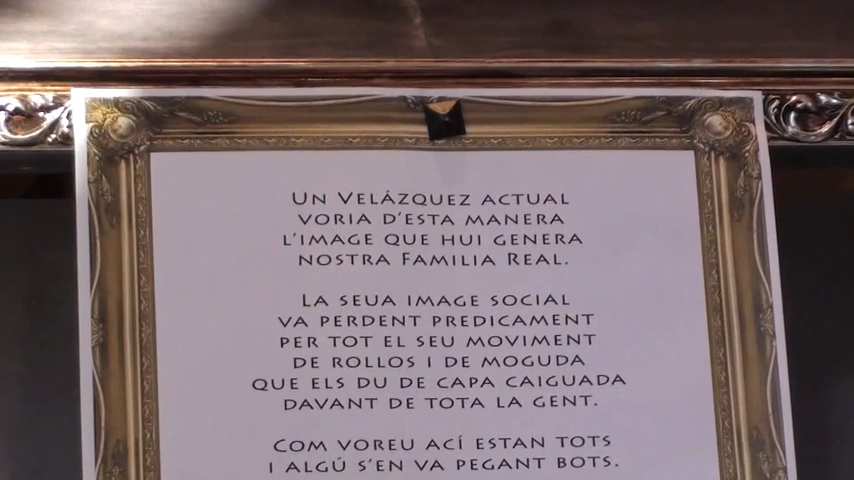 UN VELÁZQUEZ ACTUAL
VORIA D'ESTA MANERA
L'IMAGE QUE HUI GENERA
NOSTRA FAMILIA REAL.
LA SEUA IMAGE SOCIAL
VA PERDENT PREDICAMENT
PER TOT EL SEU MOVIMENT
DE ROLLOS I DE MOGUDA
QUE ELS DU DE CAPA CAIGUADA
DAVANT DE TOTA LA GENT.
COM VOREU ACÍ ESTAN TOTS
I ALGÚ S'EN VA PEGANT BOTS.